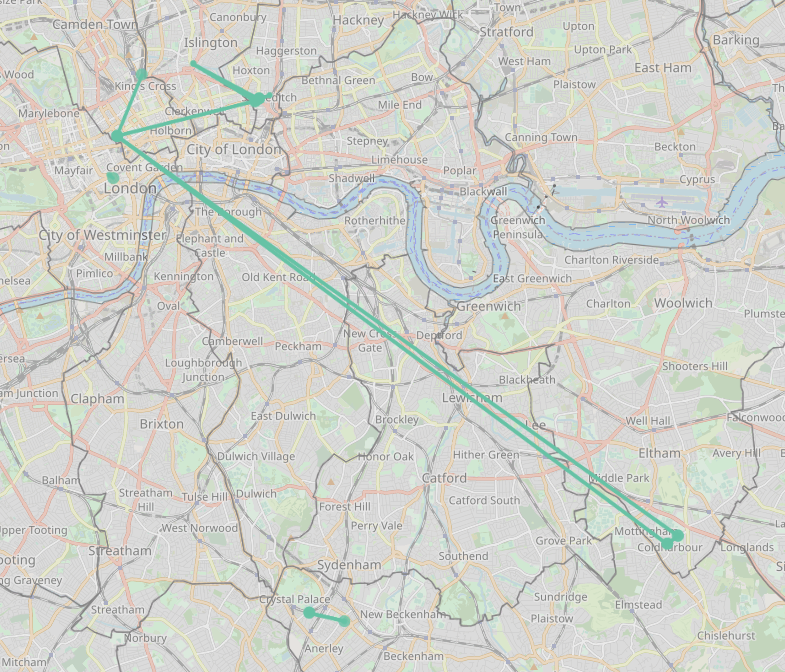 Town
Canonbury
Hackney
Hackney Wick
Camden Town
Stratford
Upton
Barking
Islington
Haggerston
Upton Park
West Ham
East Ham
Hoxton
Bethnal Green
Bow
Wood
King's Cross
Plaistow
Mile End
Marylebone
Clerkenwell
Holborn
Canning Town
Stepney
City of London
Beckton
Limehouse
Mayfair
Covent Garden
Poplar
Shadwell
Cyprus
London
Blackwall
The Borough
Rotherhithe
Greenwich
Peninsula
North Woolwich
City of Westminster
Elephant and
Castle
Millbank
Charlton Riverside
Pimlico
Kennington
Old Kent Road
East Greenwich
helsea
Oval
Greenwich
Charlton
Woolwich
Plumste
Camberwell
New Cross
Gate
Deptford
Peckham
Loughborough
Junction
Shooters Hill
Blackheath
Clapham
Lewisham
East Dulwich
Brockley
Lee
Well Hall
Falconwood
Brixton
Dulwich Village
Honor Oak
Hither Green
Eltham
Avery Hill
Balham
Catford
Middle Park
Streatham
Hill
Tulse Hill
Dulwich
Catford South
Forest Hill
Upper Tooting
West Norwood
Perry Vale
Mottingham
Coldharbour
Longlands
Grove Park
Streatham
Southend
Sydenham
ng Graveney
Crystal Palace
Sundridge
Elmstead
Streatham
New Beckenham
Plaistow
Norbury
Anerley
Chislehurst
Mitcham
Beckenham